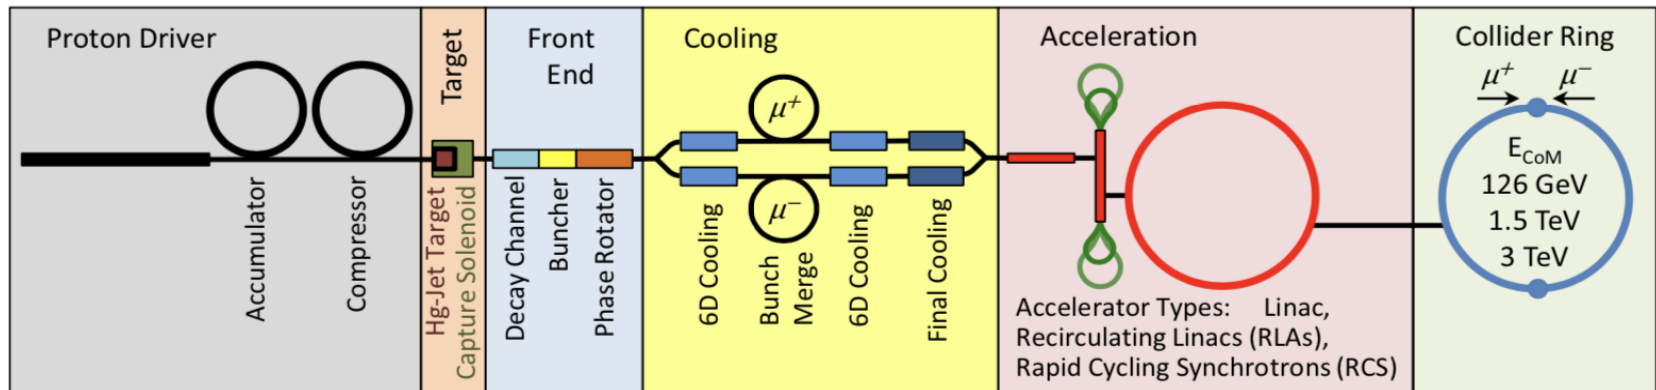 Proton Driver
Accumulator
Compressor
Target
Hg-Jet Target
Capture Solenoid
Front
End
Decay Channel
Buncher
Phase Rotator
Cooling
μ+
μ−
6D Cooling
Bunch
Merge
6D Cooling
Final Cooling
Acceleration
Accelerator Types: Linac,
Recirculating Linacs (RLAs),
Rapid Cycling Synchrotrons (RCS)
Collider Ring
μ+ μ−
ECoM
126 GeV
1.5 TeV
3 TeV